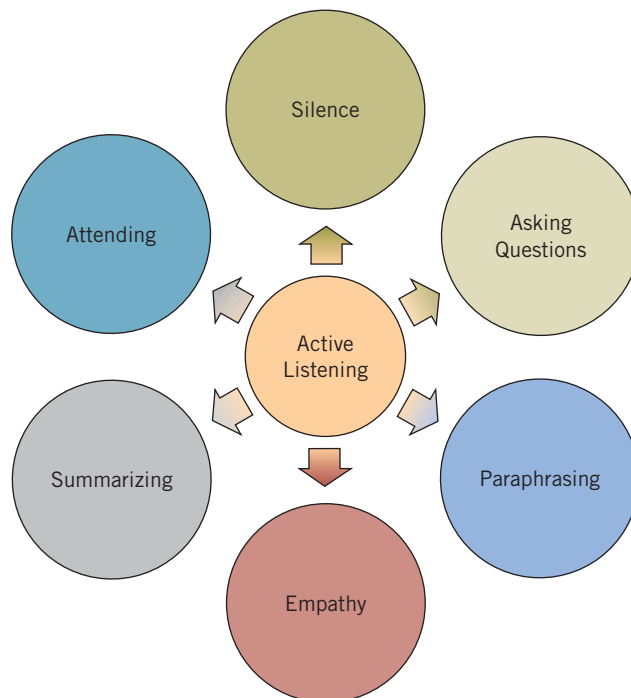 Silence
Attending
Asking
Questions
Active
Listening
Summarizing
Paraphrasing
Empathy